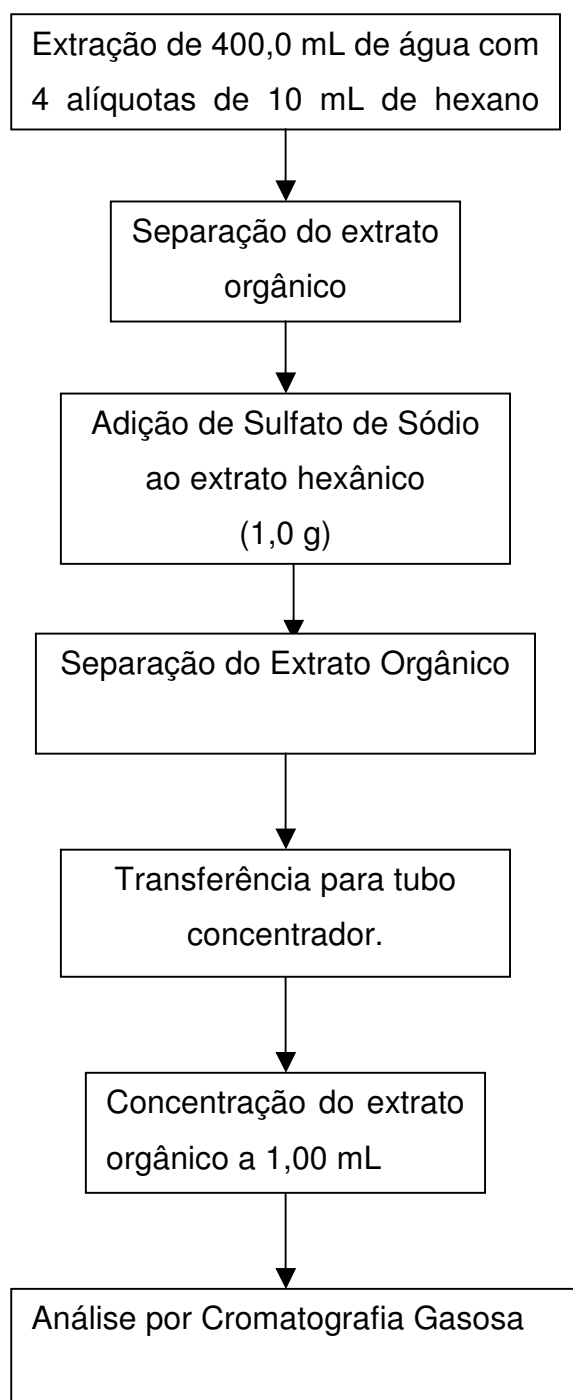 Extração de 400,0 mL de água com
4 alíquotas de 10 mL de hexano
Separação do extrato
orgânico
Adição de Sulfato de Sódio
ao extrato hexânico
(1,0 g)
Separação do Extrato Orgânico
Transferência para tubo
concentrador.
Concentração do extrato
orgânico a 1,00 mL
Análise por Cromatografia Gasosa